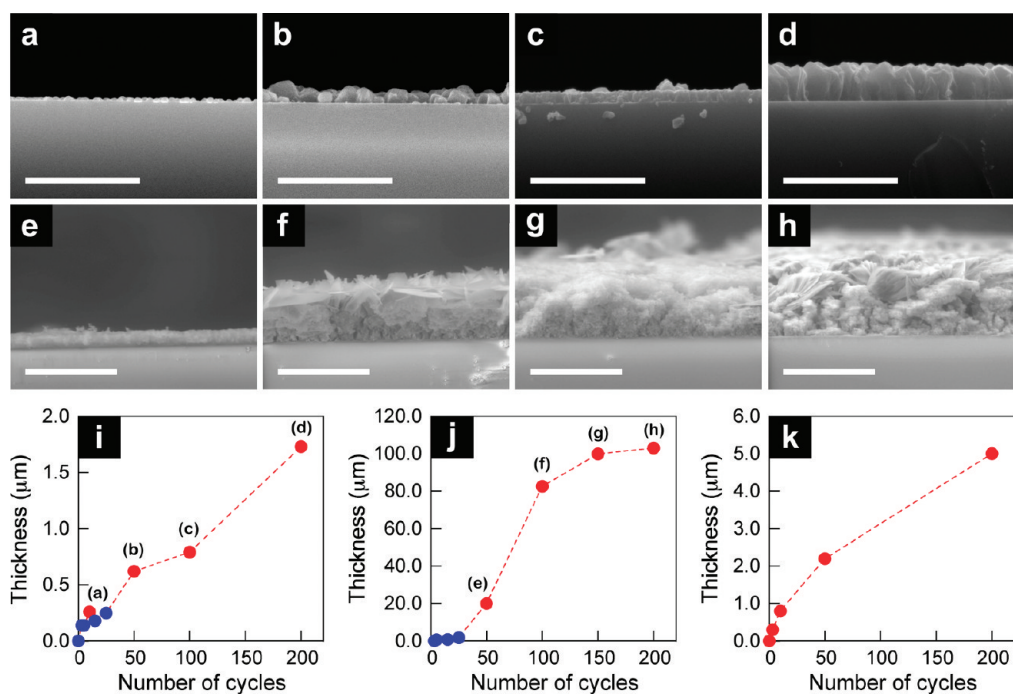 a
b
c
d
e
f
g
h
i
Thickness (μm)
2.0
1.5
1.0
0.5
0.0
(a)
(b)
(c)
(d)
0 50 100 150 200
Number of cycles
j
Thickness (μm)
120.0
100.0
80.0
60.0
40.0
20.0
0.0
(e)
(f)
(g)
(h)
0 50 100 150 200
Number of cycles
k
Thickness (μm)
6.0
5.0
4.0
3.0
2.0
1.0
0.0
0 50 100 150 200
Number of cycles